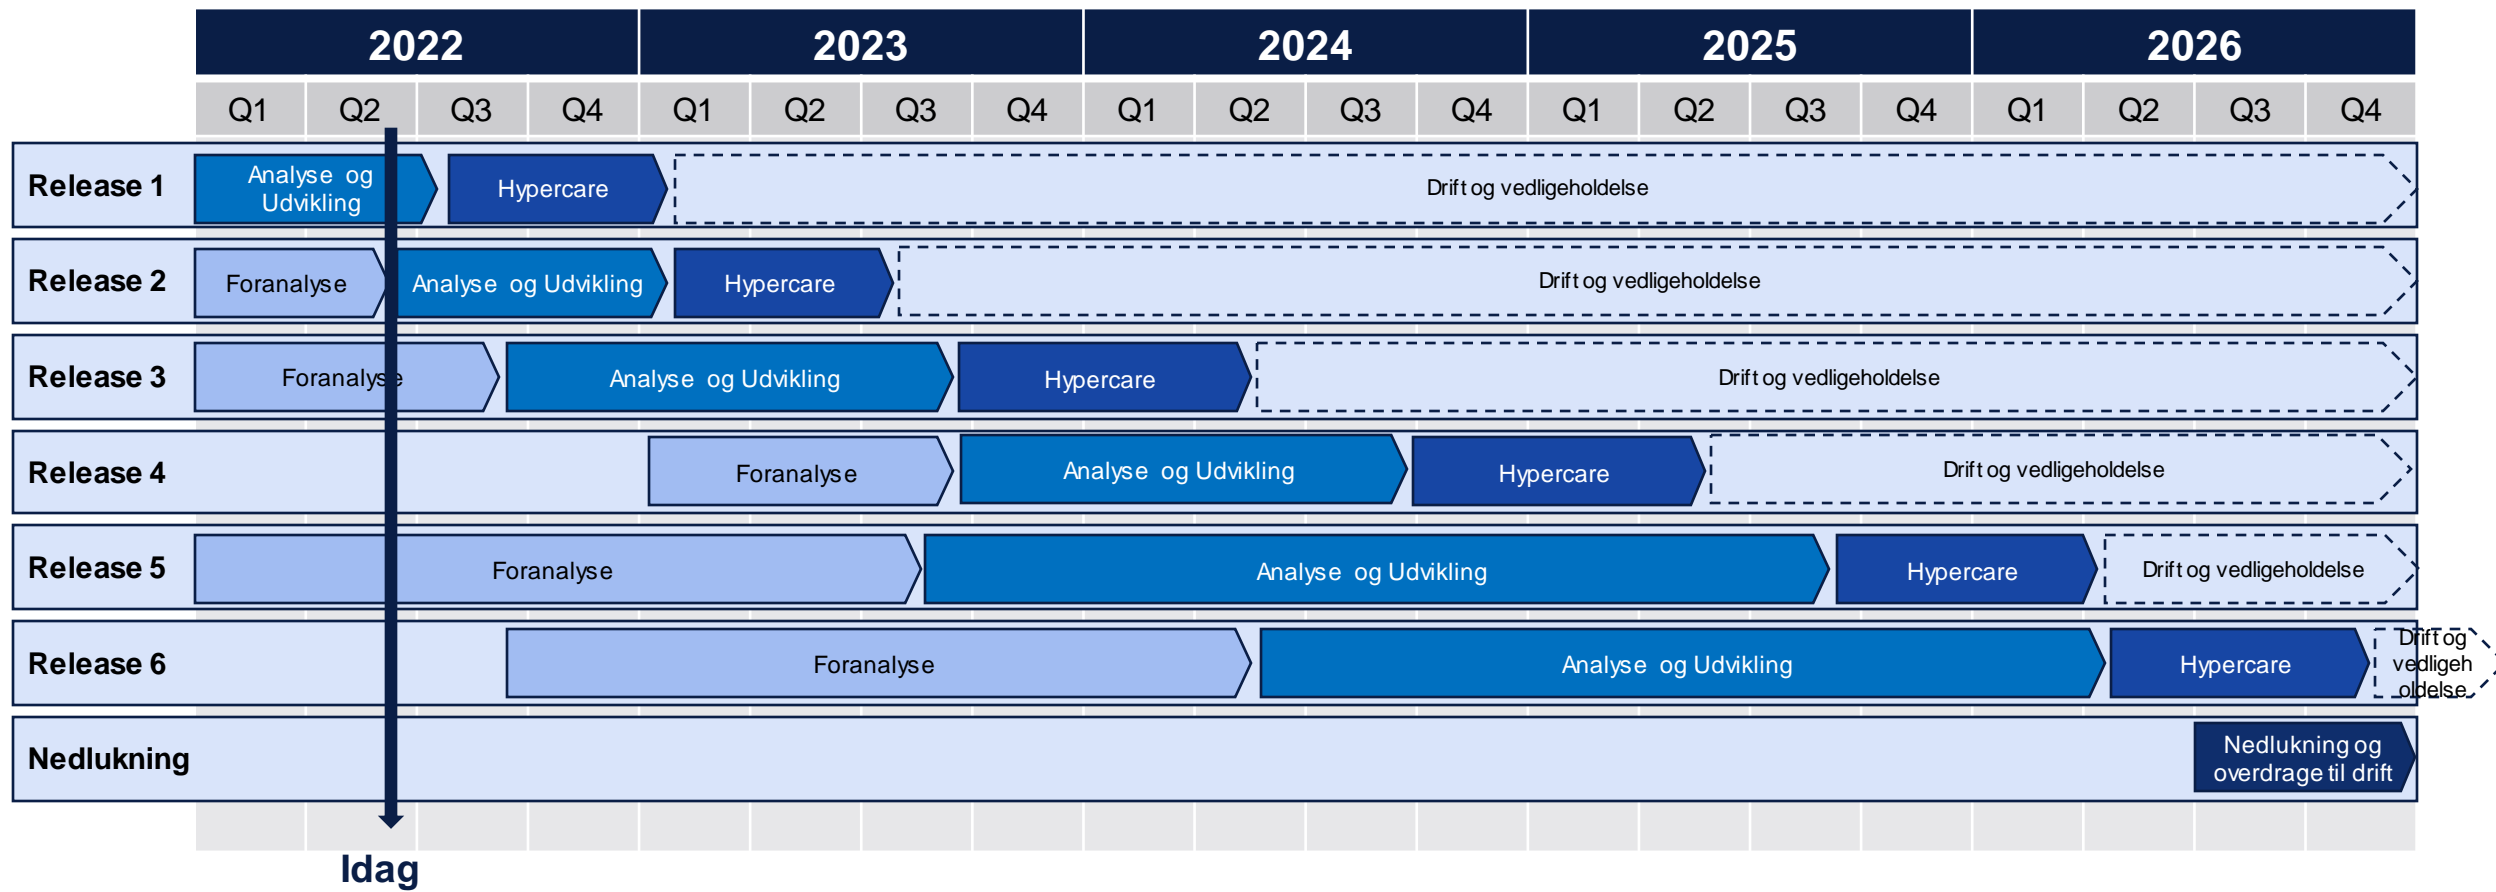 2022 2023 2024 2025 2026
Q1 Q2 Q3 Q4 Q1 Q2 Q3 Q4 Q1 Q2 Q3 Q4 Q1 Q2 Q3 Q4 Q1 Q2 Q3 Q4
Release 1
Analyse og
Udvikling
Hypercare
Drift og vedligeholdelse
Release 2
Foranalyse
Analyse og Udvikling
Hypercare
Drift og vedligeholdelse
Release 3
Foranalyse
Analyse og Udvikling
Hypercare
Drift og vedligeholdelse
Release 4
Foranalyse
Analyse og Udvikling
Hypercare
Drift og vedligeholdelse
Release 5
Foranalyse
Analyse og Udvikling
Hypercare
Drift og vedligeholdelse
Release 6
Foranalyse
Analyse og Udvikling
Hypercare
Drift og
vedligeh
oldelse
Nedlukning
Nedlukning og
overdrage til drift
Idag